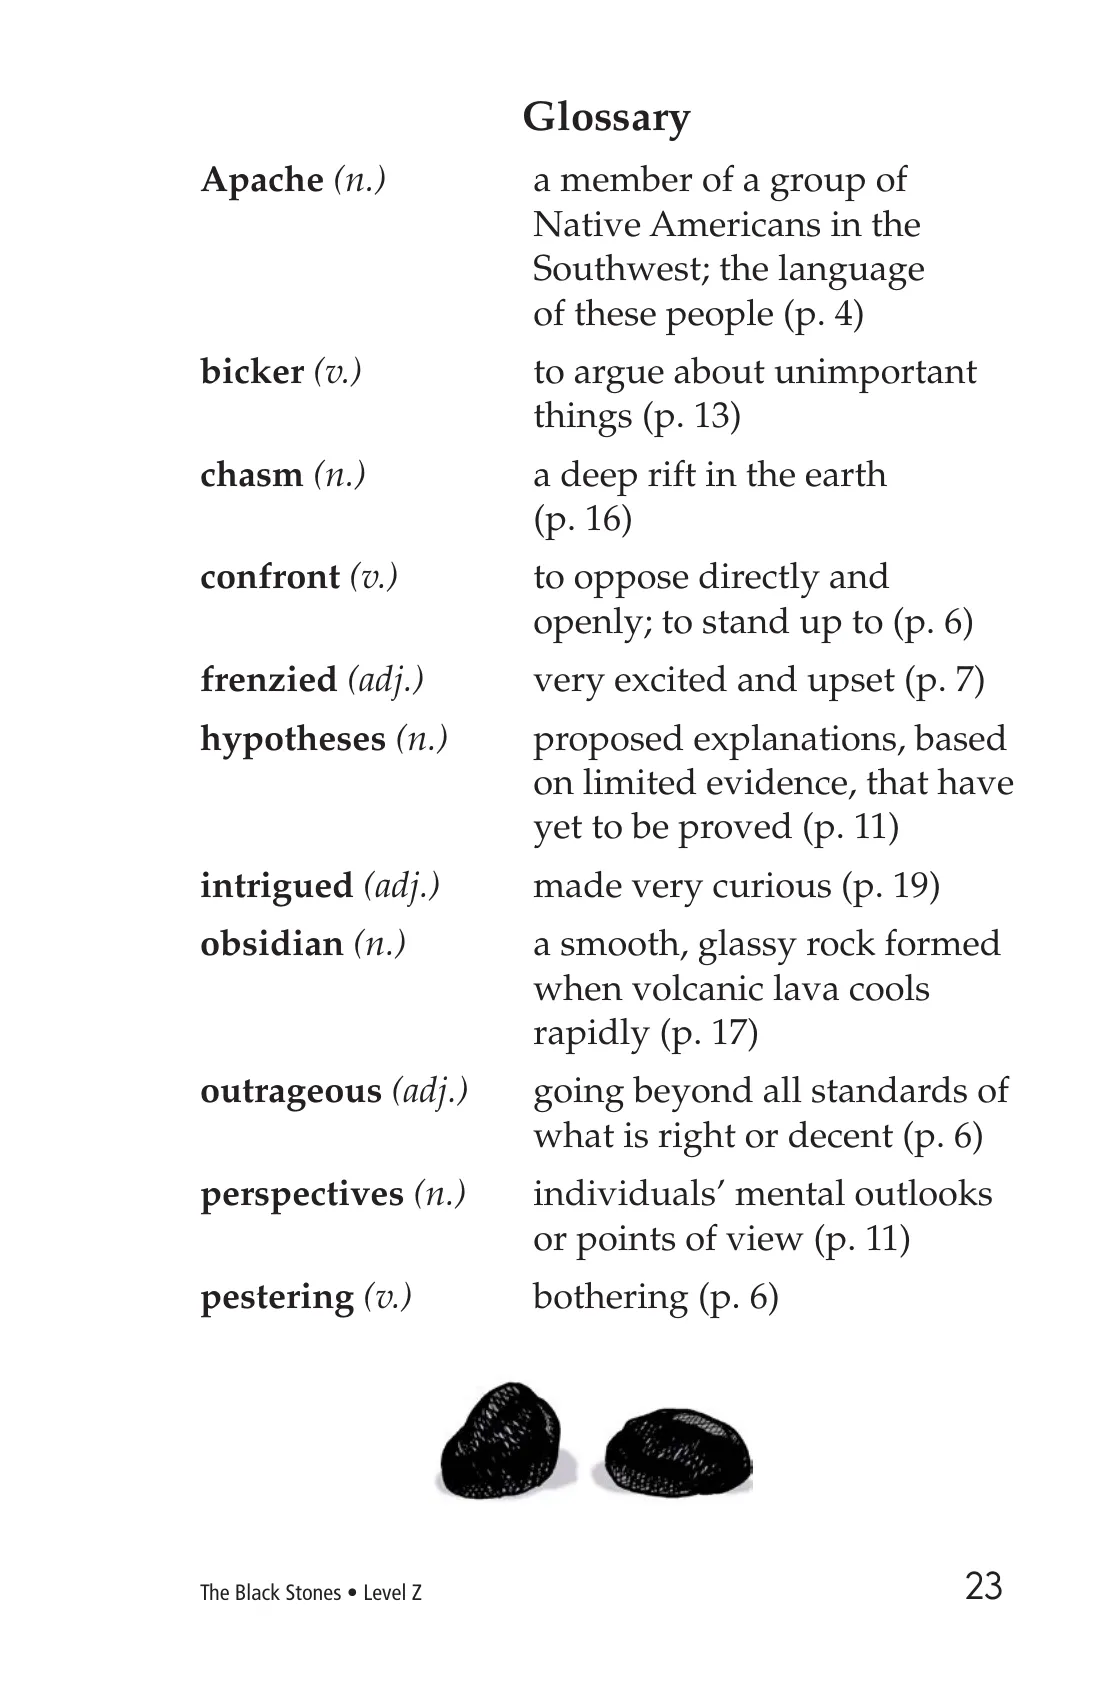 Glossary
Apache (n.) a member of a group of
Native Americans in the
Southwest; the language
of these people (p. 4)
bicker (v.) to argue about unimportant
things (p. 13)
chasm (n.) a deep rift in the earth
(p. 16)
confront (v.) to oppose directly and
openly; to stand up to (p. 6)
frenzied (adj.) very excited and upset (p. 7)
hypotheses (n.) proposed explanations, based
on limited evidence, that have
yet to be proved (p. 11)
intrigued (adj.) made very curious (p. 19)
obsidian (n.) a smooth, glassy rock formed
when volcanic lava cools
rapidly (p. 17)
outrageous (adj.) going beyond all standards of
what is right or decent (p. 6)
perspectives (n.) individuals’ mental outlooks
or points of view (p. 11)
pestering (v.) bothering (p. 6)
The Black Stones • Level Z 23